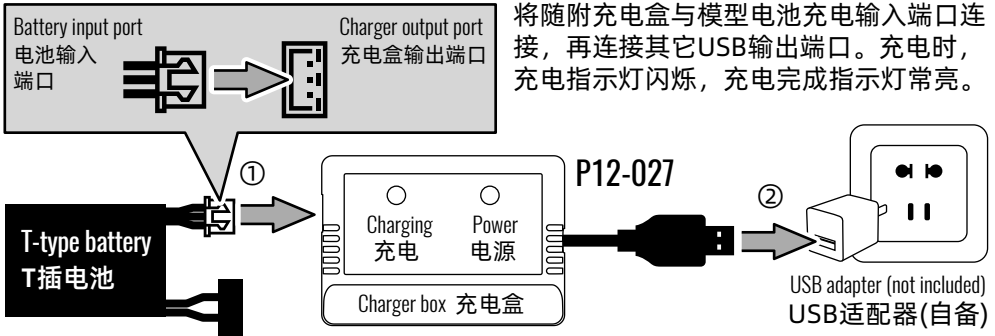 Battery input port
电池输入
端口
Charger output port
充电盒输出端口
将随附充电盒与模型电池充电输入端口连
接，再连接其它USB输出端口。充电时，
充电指示灯闪烁，充电完成指示灯常亮。
①
P12-027
②
T-type battery
T插电池
Charging
充电
Power
电源
Charger box 充电盒
USB adapter (not included)
USB适配器(自备)